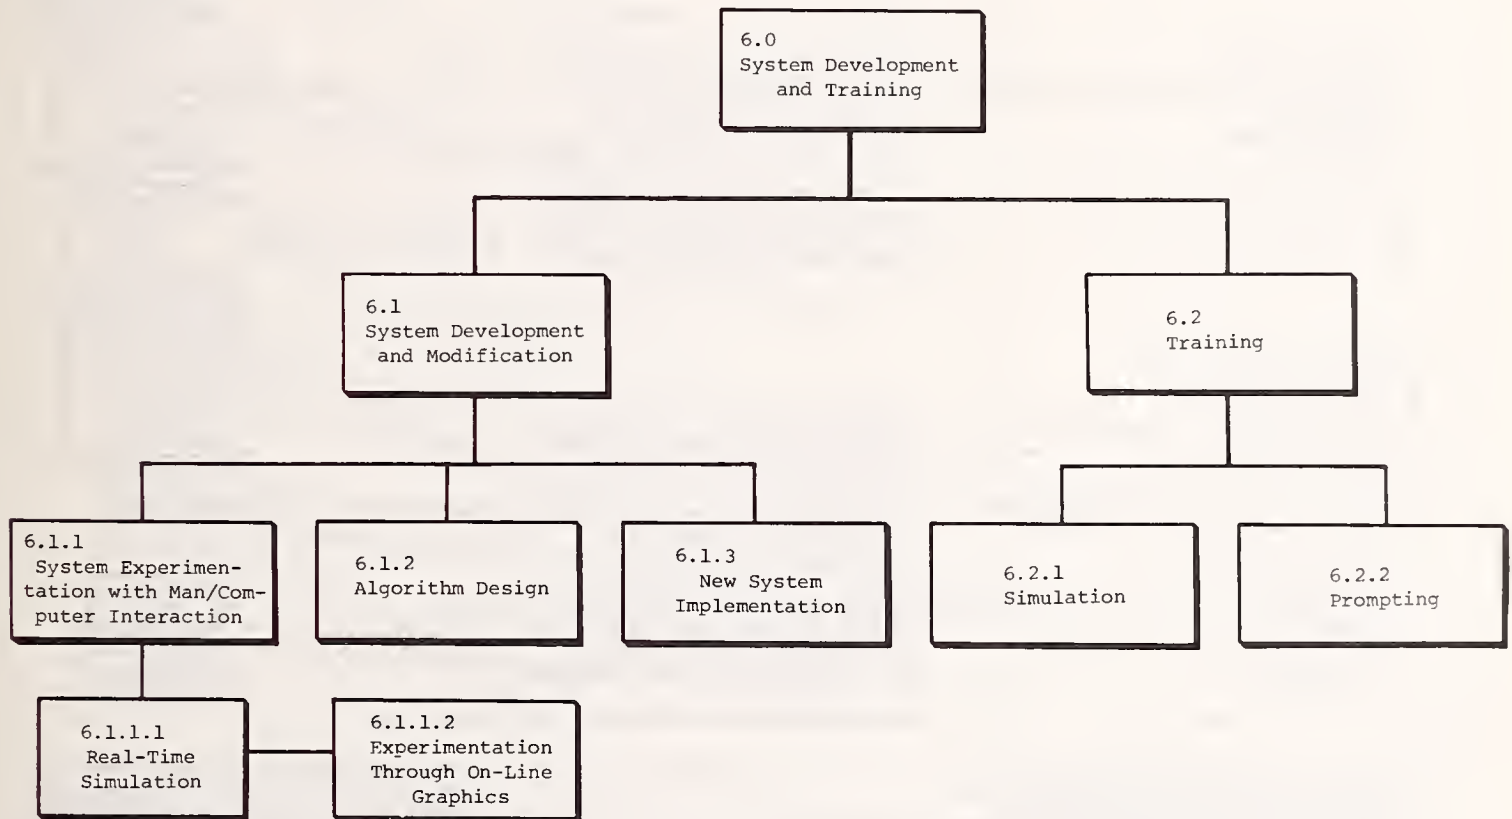 6.0
System Development
and Training
6.1
System Development
and Modification
6.2
Training
6.1.1
System Experimen-
tation with Man/Com-
puter Interaction
6.1.2
Algorithm Design
6.1.3
New System
Implementation
6.2.1
Simulation
6.2.2
Prompting
6.1.1.1
Real-Time
Simulation
6.1.1.2
Experimentation
Through On-Line
Graphics